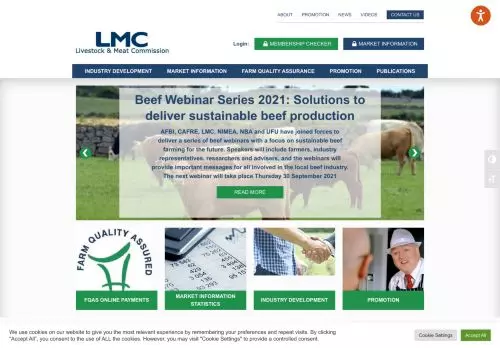 ABOUT PROMOTION NEWS VIDEOS CONTACT US
LMC
Livestock & Meat Commission
Login: MEMBERSHIP CHECKER MARKET INFORMATION
INDUSTRY DEVELOPMENT MARKET INFORMATION FARM QUALITY ASSURANCE PROMOTION PUBLICATIONS
Beef Webinar Series 2021: Solutions to
deliver sustainable beef production
AFBI, CAFRE, LMC, NIMEA, NBA and UFU have joined forces to
deliver a series of beef webinars with a focus on sustainable beef
farming for the future. Speakers will include farmers, industry
representatives, researchers and advisers, and the webinars will
provide important messages for all involved in the local beef industry.
The next webinar will take place Thursday 30 September 2021
READ MORE
FARM QUALITY ASSURED
FQAS ONLINE PAYMENTS
MARKET INFORMATION
STATISTICS
INDUSTRY DEVELOPMENT
PROMOTION
We use cookies on our website to give you the most relevant experience by remembering your preferences and repeat visits. By clicking
"Accept All", you consent to the use of ALL the cookies. However, you may visit "Cookie Settings" to provide a controlled consent.
Cookie Settings
Accept All